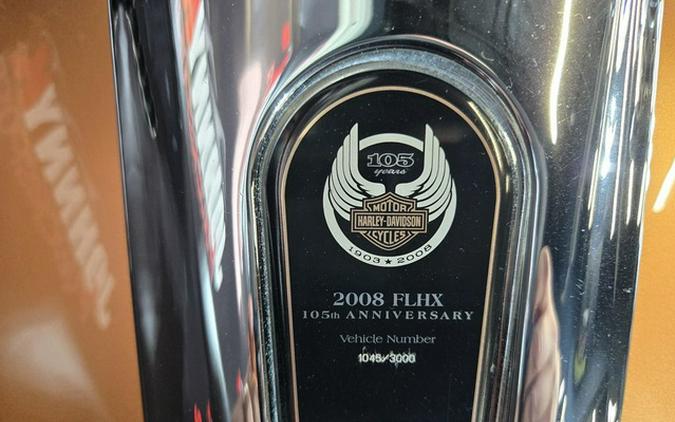 105
years
MOTOR
HARLEY-DAVIDSON
CYCLES
1903 ★ 2008
2008 FLHX
105th ANNIVERSARY
Vehicle Number
1045/3000